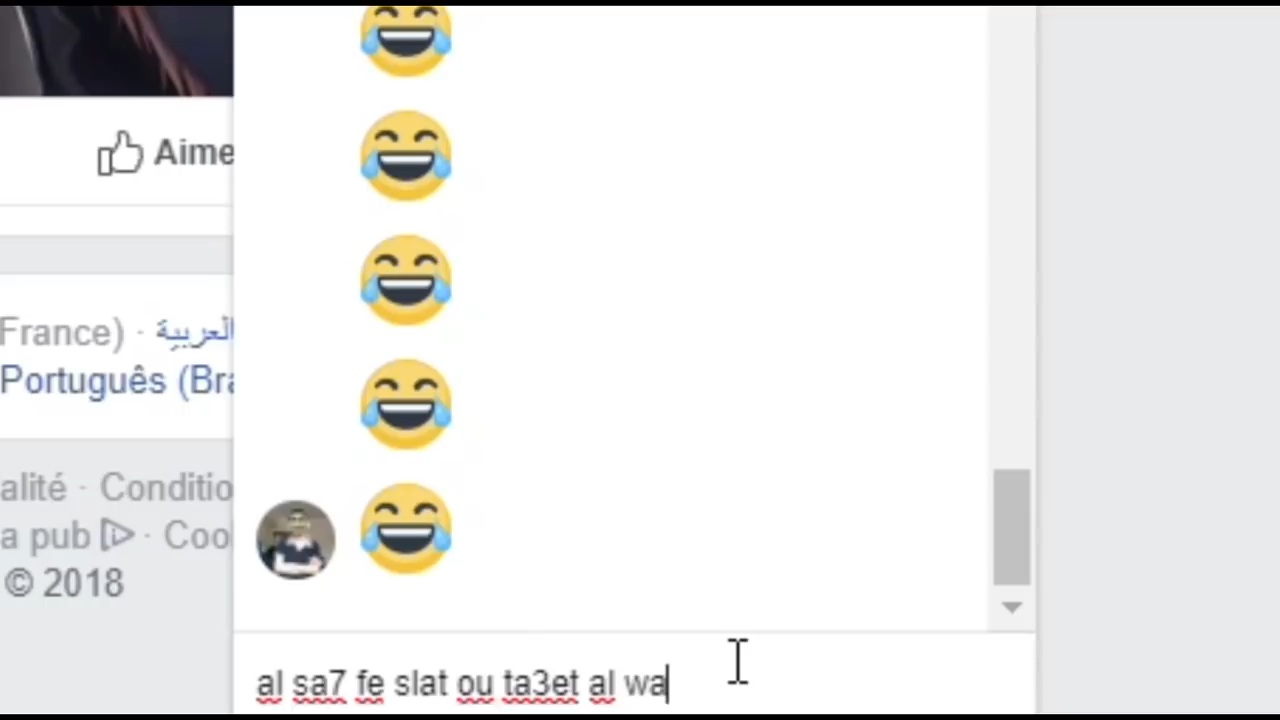 Aime
France) · العربية
Português (Bra
alité · Conditio
a pub · Coo
© 2018
al sa7 fe slat ou ta3et al wa